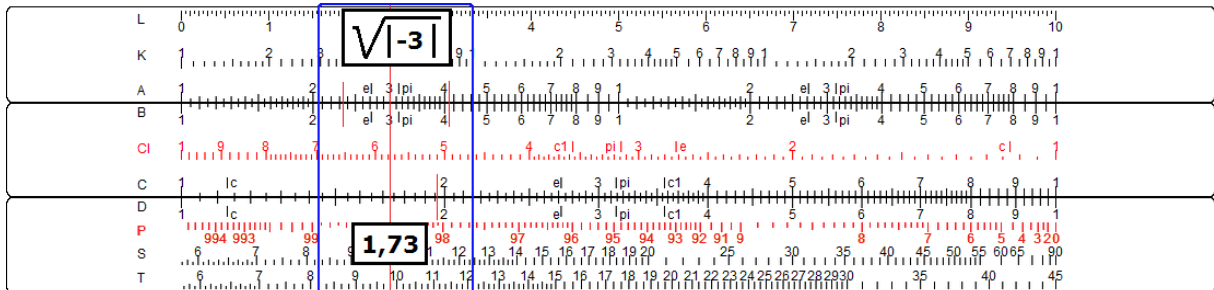 L 0 1 4 5 6 7 8 9 10
√|-3|
K 1 2 3 9 1 2 3 4 5 6 7 8 9 1 2 3 4 5 6 7 8 9 1
A 1 2 e 3 pi 4 5 6 7 8 9 1 2 e 3 pi 4 5 6 7 8 9 1
B 1 2 e 3 pi 4 5 6 7 8 9 1 2 e 3 pi 4 5 6 7 8 9 1
CI 1 9 8 7 6 5 4 c1 pi 3 e 2 c 1
C 1 c 2 e 3 pi c1 4 5 6 7 8 9 1
D 1 c 2 e 3 pi c1 4 5 6 7 8 9 1
P 994 993 99 98 97 96 95 94 93 92 91 9 8 7 6 5 4 3 2 0
1,73
S 6 7 8 9 1 12 13 14 15 16 17 18 19 20 25 30 35 40 45 50 55 60 65 90
T 6 7 8 9 10 11 12 13 14 15 16 17 18 19 20 21 22 23 24 25 26 27 28 29 30 35 40 45